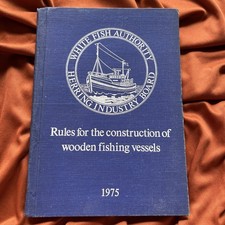 WHITE FISH AUTHORITY
HERRING INDUSTRY BOARD
Rules for the construction of
wooden fishing vessels
1975